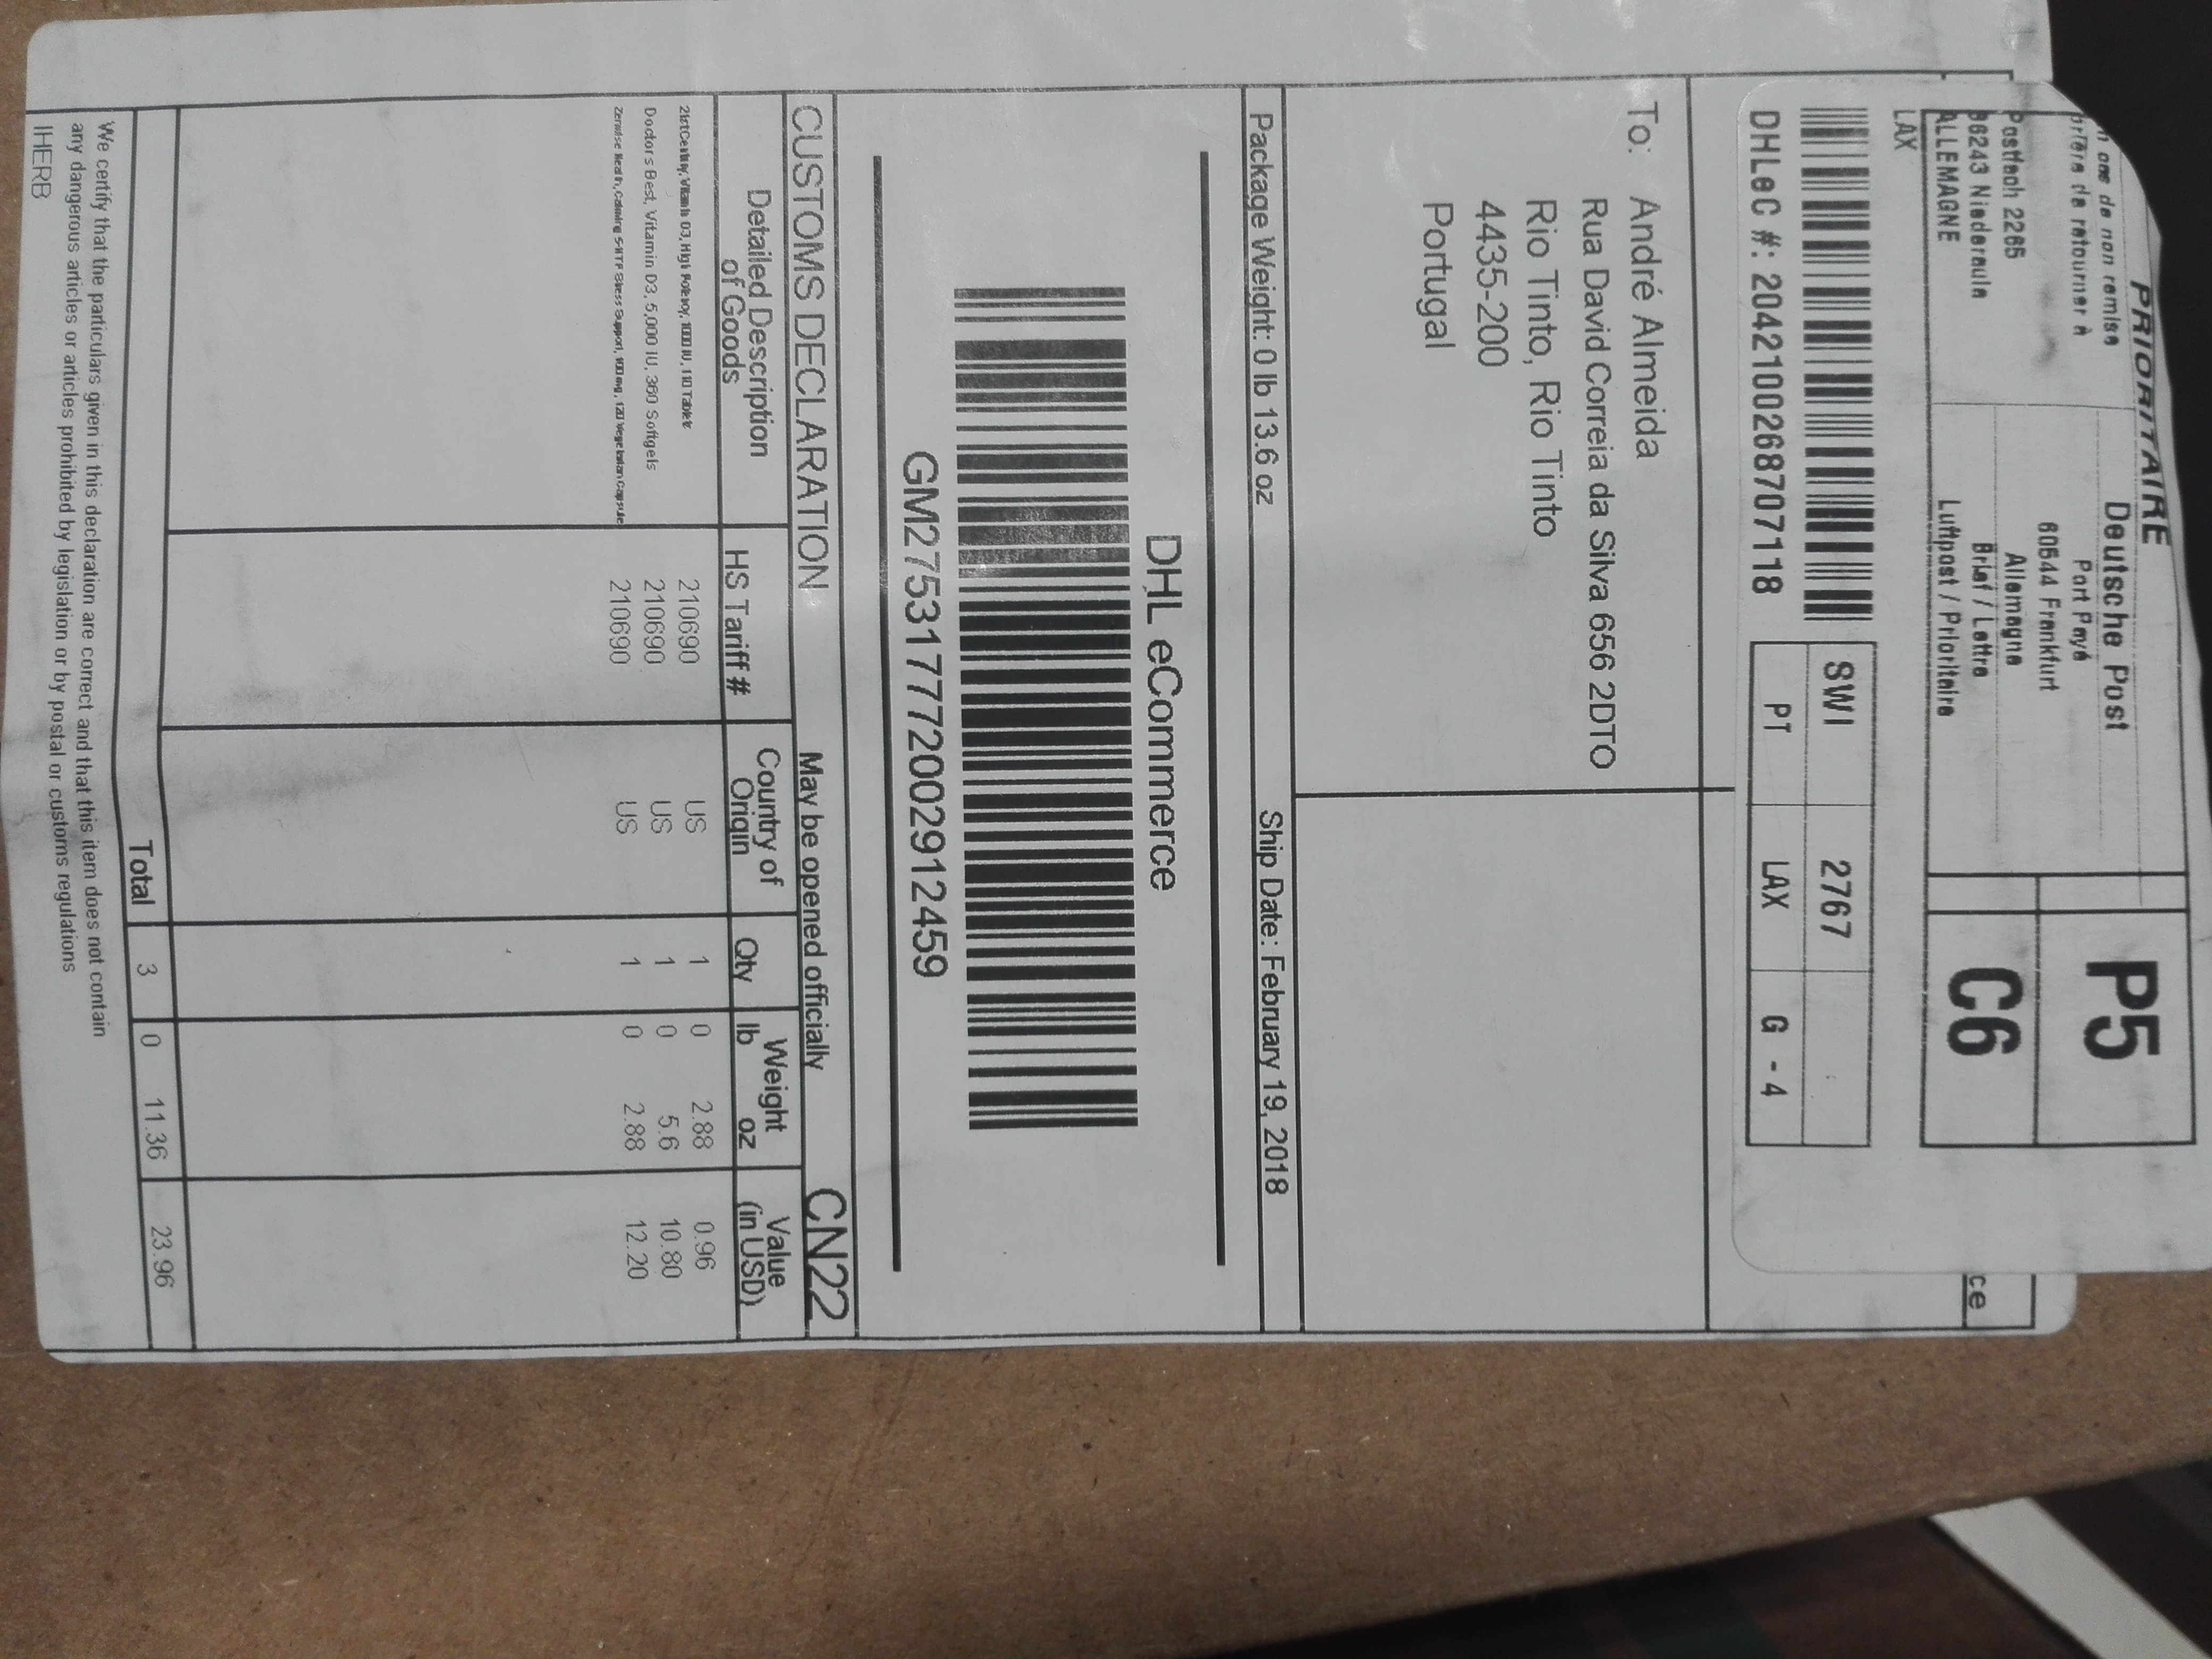 PRIORITAIRE
de non remise
de retourner à
Postfach 2265
36243 Niederaula
ALLEMAGNE
LAX
Deutsche Post
Port Payé
60544 Frankfurt
Allemagne
Brief / Lettre
Luftpost / Prioritaire
P5
C6
ce
SWI 2767
PT LAX G - 4
DHLeC #: 2042100268707118
To: André Almeida
Rua David Correia da Silva 656 2DTO
Rio Tinto, Rio Tinto
4435-200
Portugal
Package Weight: 0 lb 13.6 oz Ship Date: February 19, 2018
DHL eCommerce
GM275317772002912459
CUSTOMS DECLARATION May be opened officially CN22
Detailed Description of Goods HS Tariff # Country of Origin Qty Weight lb oz Value (in USD)
21st Century, Vitamin D3, High Potency, 1000 IU, 110 Tablets 210690 US 1 0 2.88 0.96
Doctor s Best, Vitamin D3, 5,000 IU, 360 Softgels 210690 US 1 0 5.6 10.80
Zenwise Health, Calming 5-HTP Stress Support, 100 mg, 120 Vegetarian Capsule 210690 US 1 0 2.88 12.20
Total 3 0 11.36 23.96
We certify that the particulars given in this declaration are correct and that this item does not contain
any dangerous articles or articles prohibited by legislation or by postal or customs regulations
IHERB